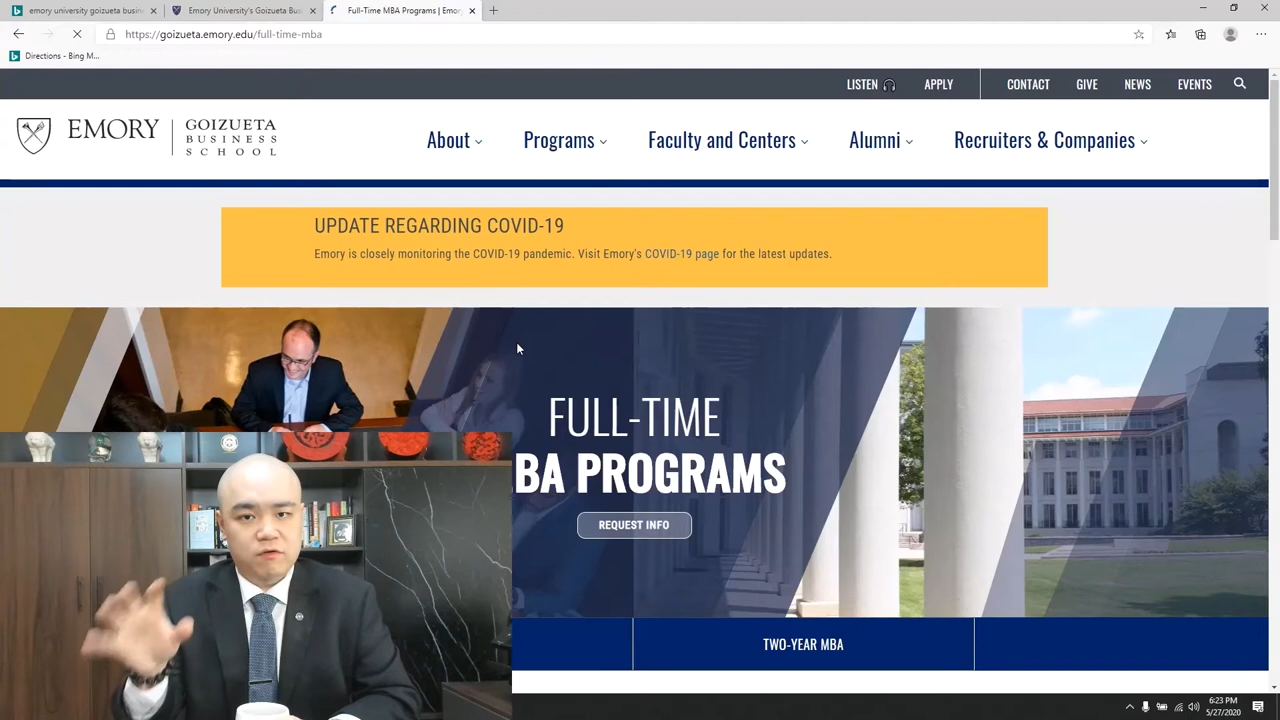 emory university goizueta busin
Emory University's Goizueta Bus
Full-Time MBA Programs | Emory
https://goizueta.emory.edu/full-time-mba
Directions - Bing M...
LISTEN
APPLY
CONTACT
GIVE
NEWS
EVENTS
EMORY
GOIZUETA
BUSINESS
SCHOOL
About
Programs
Faculty and Centers
Alumni
Recruiters & Companies
UPDATE REGARDING COVID-19
Emory is closely monitoring the COVID-19 pandemic. Visit Emory's COVID-19 page for the latest updates.
FULL-TIME
BA PROGRAMS
REQUEST INFO
TWO-YEAR MBA
6:23 PM
5/27/2020